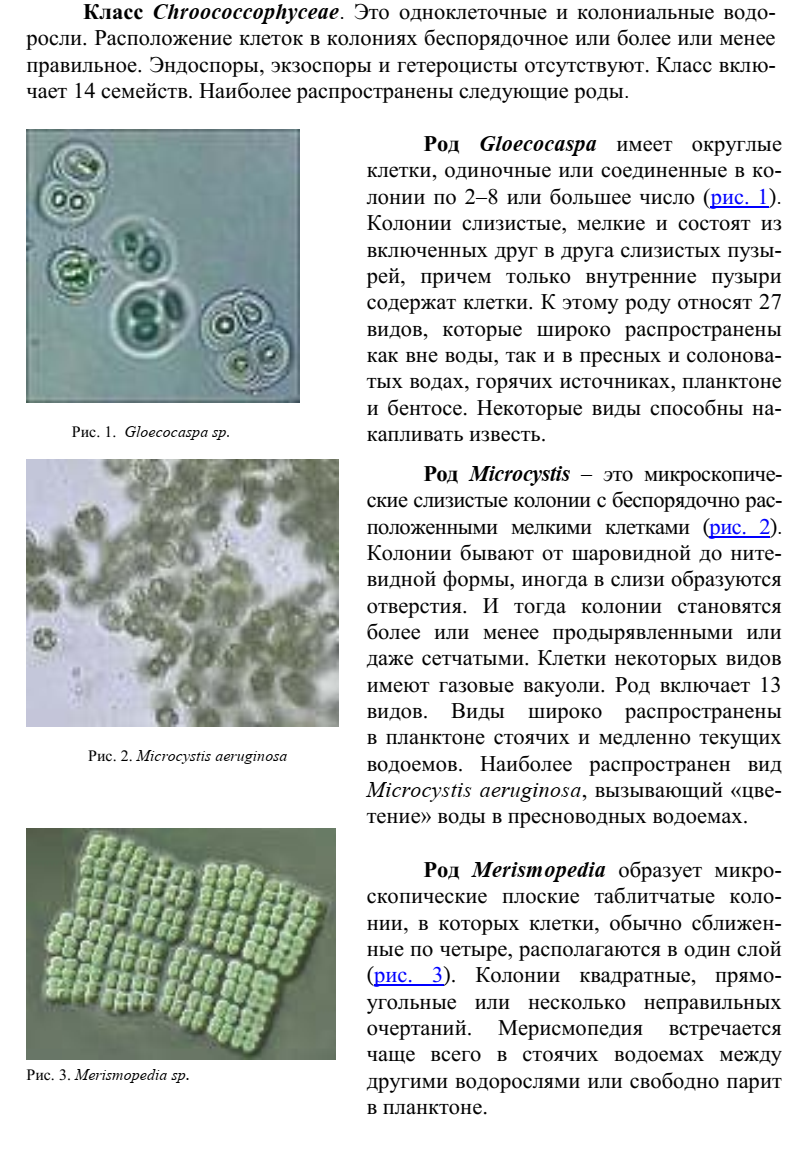 Класс Chroococcophyceae. Это одноклеточные и колониальные водо-
росли. Расположение клеток в колониях беспорядочное или более или менее
правильное. Эндоспоры, экзоспоры и гетероцисты отсутствуют. Класс вклю-
чает 14 семейств. Наиболее распространены следующие роды.
Род Gloecocaspa имеет округлые
клетки, одиночные или соединенные в ко-
лонии по 2–8 или большее число (рис. 1).
Колонии слизистые, мелкие и состоят из
включенных друг в друга слизистых пузы-
рей, причем только внутренние пузыри
содержат клетки. К этому роду относят 27
видов, которые широко распространены
как вне воды, так и в пресных и солонова-
тых водах, горячих источниках, планктоне
и бентосе. Некоторые виды способны на-
капливать известь.
Рис. 1. Gloecocaspa sp.
Род Microcystis – это микроскопиче-
ские слизистые колонии с беспорядочно рас-
положенными мелкими клетками (рис. 2).
Колонии бывают от шаровидной до ните-
видной формы, иногда в слизи образуются
отверстия. И тогда колонии становятся
более или менее продырявленными или
даже сетчатыми. Клетки некоторых видов
имеют газовые вакуоли. Род включает 13
видов. Виды широко распространены
в планктоне стоячих и медленно текущих
водоемов. Наиболее распространен вид
Microcystis aeruginosa, вызывающий «цве-
тение» воды в пресноводных водоемах.
Рис. 2. Microcystis aeruginosa
Род Merismopedia образует микро-
скопические плоские таблитчатые коло-
нии, в которых клетки, обычно сближен-
ные по четыре, располагаются в один слой
(рис. 3). Колонии квадратные, прямо-
угольные или несколько неправильных
очертаний. Мерисмопедия встречается
чаще всего в стоячих водоемах между
другими водорослями или свободно парит
в планктоне.
Рис. 3. Merismopedia sp.